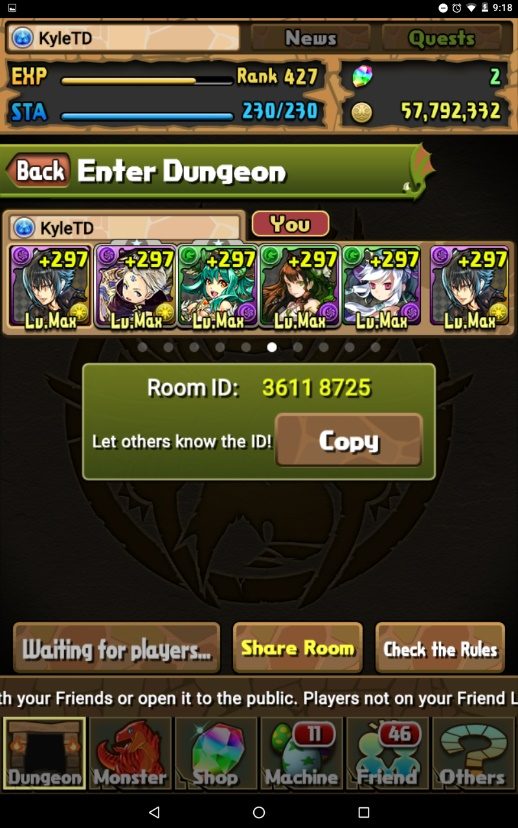 9:18
KyleTD
News
Quests
EXP
Rank 427
2
STA
230/230
57,792,332
Back
Enter Dungeon
KyleTD
You
+297 +297 +297 +297 +297 +297
Lv.Max Lv.Max Lv.Max Lv.Max Lv.Max Lv.Max
Room ID: 3611 8725
Let others know the ID!
Copy
Waiting for players...
Share Room
Check the Rules
th your Friends or open it to the public. Players not on your Friend L
11
46
Dungeon
Monster
Shop
Machine
Friend
Others